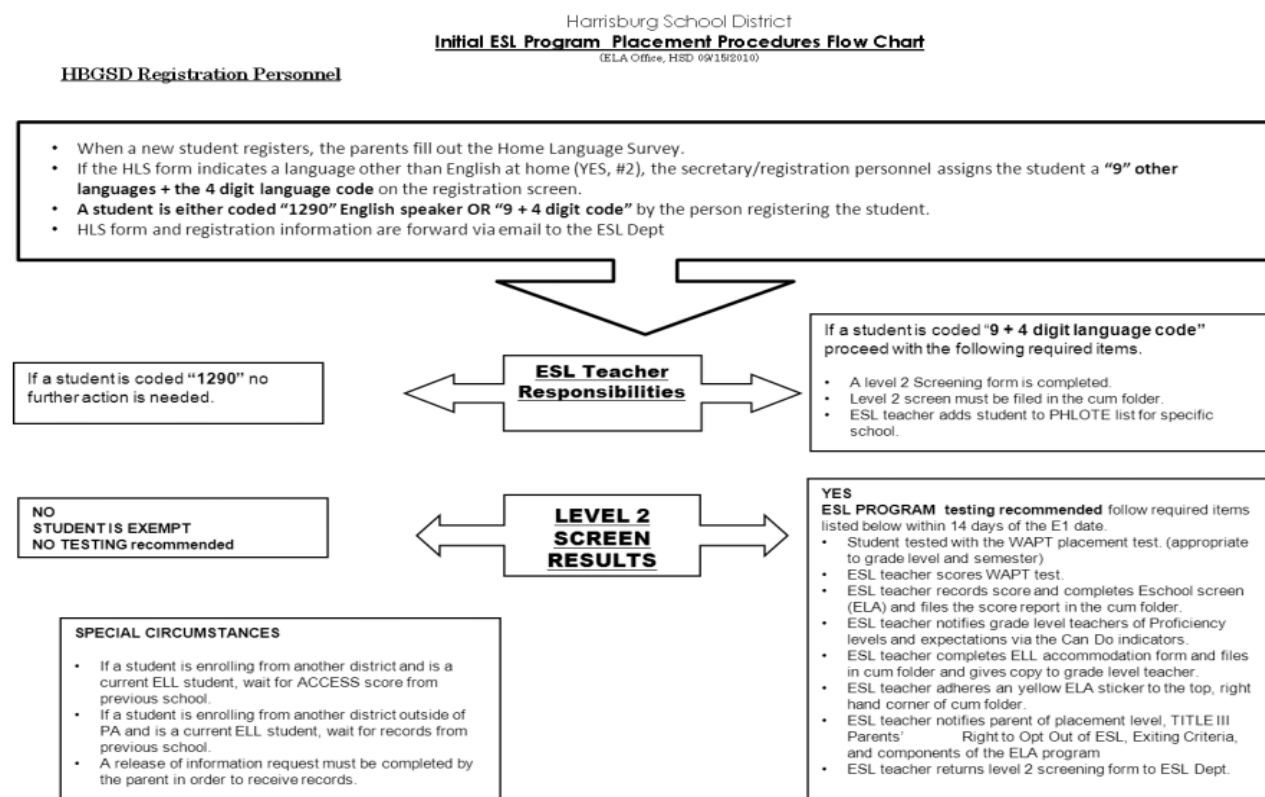 Harrisburg School District
Initial ESL Program Placement Procedures Flow Chart
(ELA Office, HSD 09/15/2010)
HBGSD Registration Personnel
• When a new student registers, the parents fill out the Home Language Survey.
• If the HLS form indicates a language other than English at home (YES, #2), the secretary/registration personnel assigns the student a “9” other
languages + the 4 digit language code on the registration screen.
• A student is either coded “1290” English speaker OR “9 + 4 digit code” by the person registering the student.
• HLS form and registration information are forward via email to the ESL Dept
If a student is coded “1290” no
further action is needed.
ESL Teacher
Responsibilities
If a student is coded “9 + 4 digit language code”
proceed with the following required items.
• A level 2 Screening form is completed.
• Level 2 screen must be filed in the cum folder.
• ESL teacher adds student to PHLOTE list for specific
school.
NO
STUDENT IS EXEMPT
NO TESTING recommended
LEVEL 2
SCREEN
RESULTS
YES
ESL PROGRAM testing recommended follow required items
listed below within 14 days of the E1 date.
• Student tested with the WAPT placement test. (appropriate
to grade level and semester)
• ESL teacher scores WAPT test.
• ESL teacher records score and completes Eschool screen
(ELA) and files the score report in the cum folder.
• ESL teacher notifies grade level teachers of Proficiency
levels and expectations via the Can Do indicators.
• ESL teacher completes ELL accommodation form and files
in cum folder and gives copy to grade level teacher.
• ESL teacher adheres an yellow ELA sticker to the top, right
hand corner of cum folder.
• ESL teacher notifies parent of placement level, TITLE III
Parents’ Right to Opt Out of ESL, Exiting Criteria,
and components of the ELA program
• ESL teacher returns level 2 screening form to ESL Dept.
SPECIAL CIRCUMSTANCES
• If a student is enrolling from another district and is a
current ELL student, wait for ACCESS score from
previous school.
• If a student is enrolling from another district outside of
PA and is a current ELL student, wait for records from
previous school.
• A release of information request must be completed by
the parent in order to receive records.